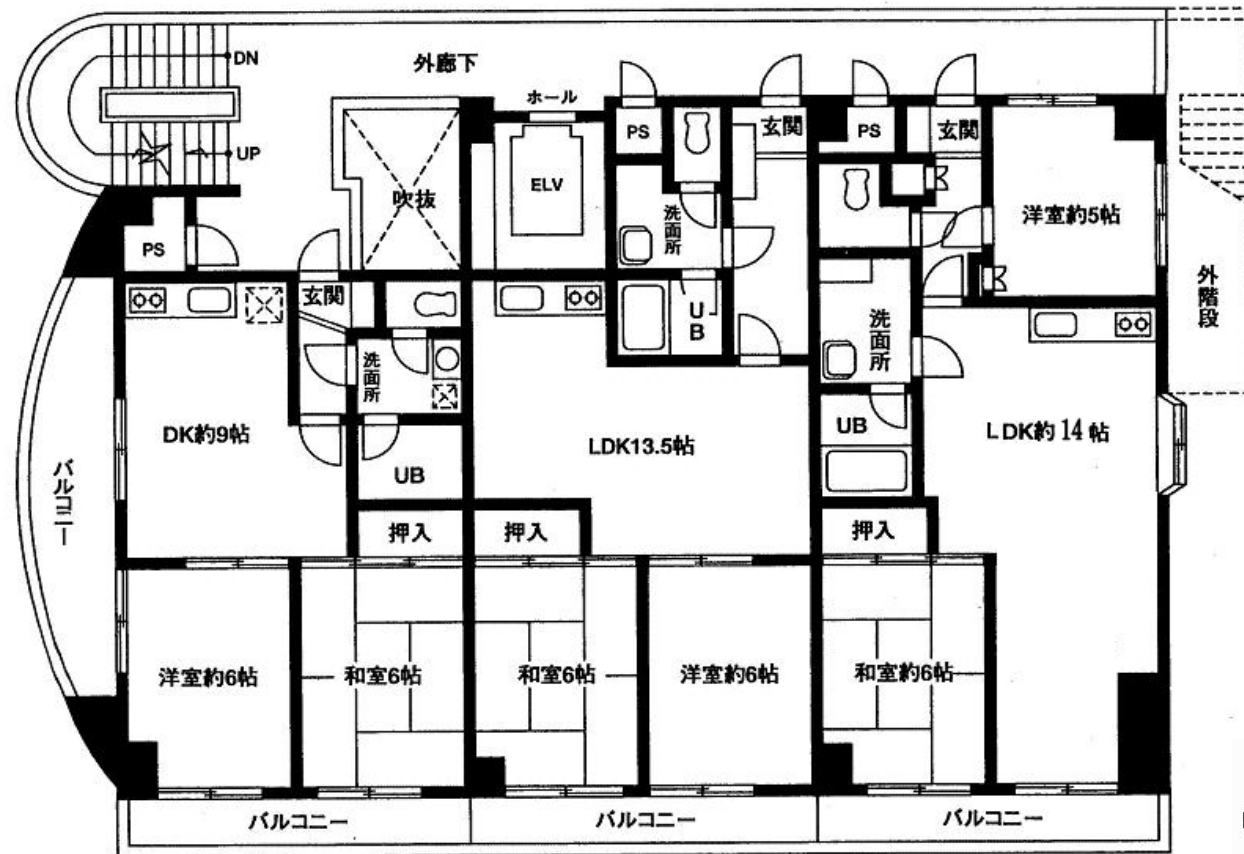 DN
外廊下
ホール
UP
吹抜
ELV
PS
玄関
PS
玄関
洗面所
洋室約5帖
PS
外階段
玄関
UB
洗面所
洗面所
DK約9帖
UB
LDK13.5帖
UB
LDK約14帖
バルコニー
押入
押入
押入
洋室約6帖
和室6帖
和室6帖
洋室約6帖
和室約6帖
バルコニー
バルコニー
バルコニー